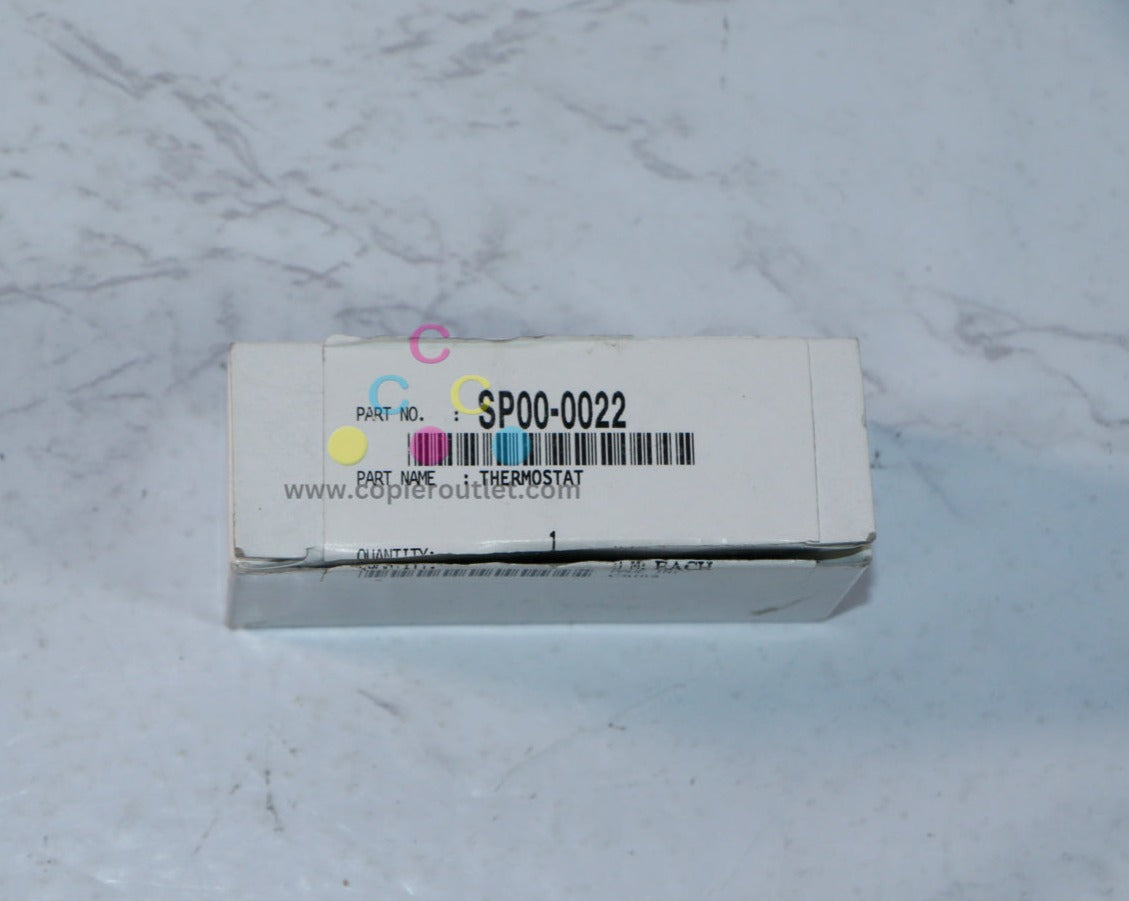 C
C C
PART NO. : SP00-0022
PART NAME : THERMOSTAT
www.copieroutlet.com
QUANTITY: 1
EACH